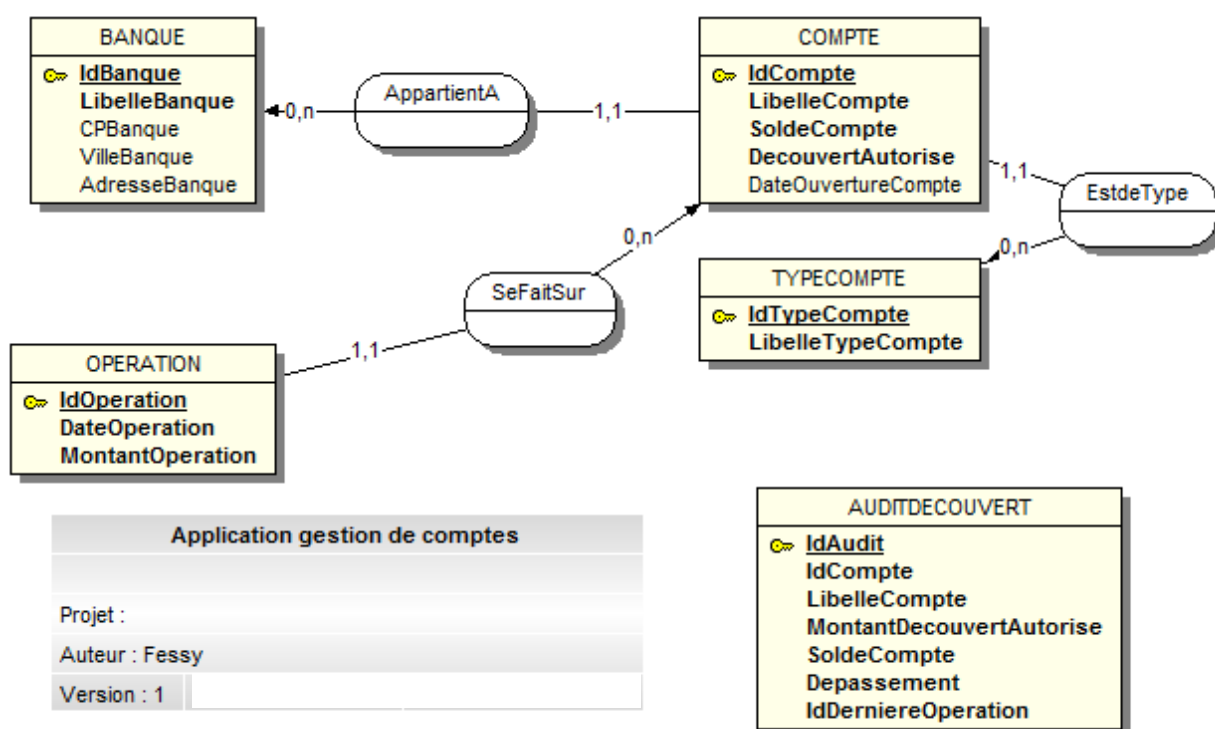 BANQUE
IdBanque
LibelleBanque
CPBanque
VilleBanque
AdresseBanque
0,n
AppartientA
1,1
COMPTE
IdCompte
LibelleCompte
SoldeCompte
DecouvertAutorise
DateOuvertureCompte
1,1
EstdeType
0,n
TYPECOMPTE
IdTypeCompte
LibelleTypeCompte
0,n
SeFaitSur
1,1
OPERATION
IdOperation
DateOperation
MontantOperation
Application gestion de comptes
Projet :
Auteur : Fessy
Version : 1
AUDITDECOUVERT
IdAudit
IdCompte
LibelleCompte
MontantDecouvertAutorise
SoldeCompte
Depassement
IdDerniereOperation